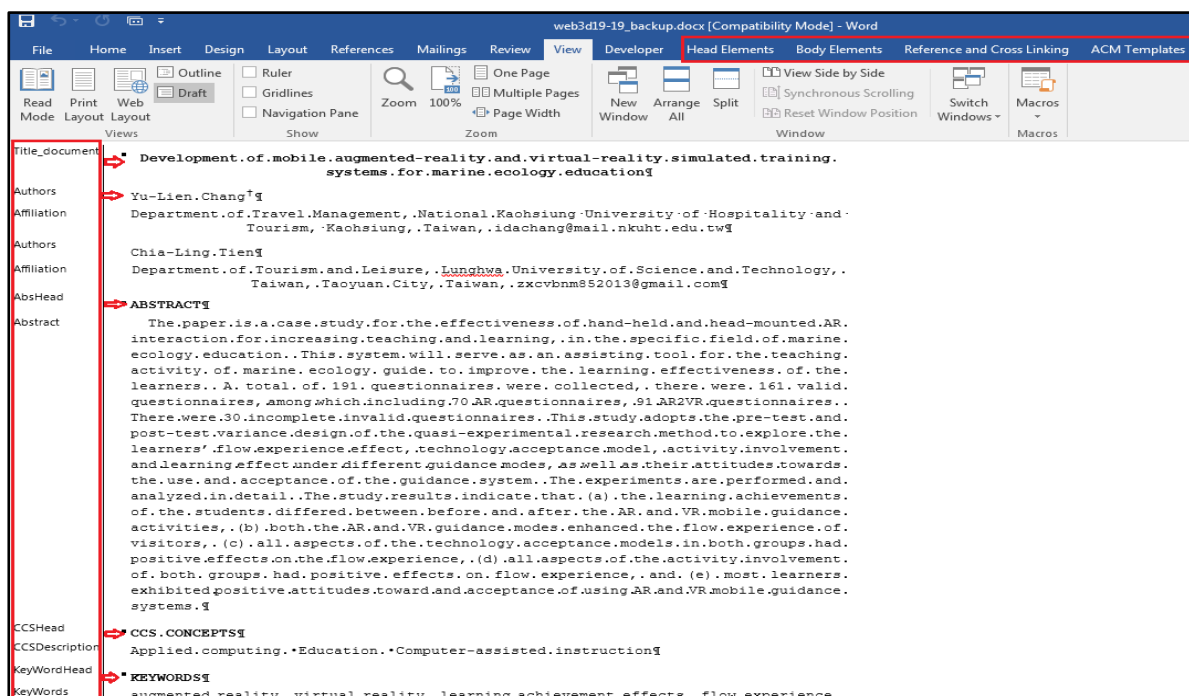 web3d19-19_backup.docx [Compatibility Mode] - Word
File Home Insert Design Layout References Mailings Review View Developer Head Elements Body Elements Reference and Cross Linking ACM Templates
Read Mode
Print Layout
Web Layout
Outline
Draft
Views
Ruler
Gridlines
Navigation Pane
Show
Zoom
100%
One Page
Multiple Pages
Page Width
Zoom
New Window
Arrange All
Split
View Side by Side
Synchronous Scrolling
Reset Window Position
Window
Switch Windows
Macros
Macros
Title_document
Development of mobile augmented-reality and virtual-reality simulated training
systems for marine ecology education¶
Authors
Yu-Lien Chang†¶
Affiliation
Department of Travel Management, National Kaohsiung University of Hospitality and
Tourism, Kaohsiung, Taiwan, idachang@mail.nkuht.edu.tw¶
Authors
Chia-Ling Tien¶
Affiliation
Department of Tourism and Leisure, Lunghwa University of Science and Technology,
Taiwan, Taoyuan City, Taiwan, zxcvbnm852013@gmail.com¶
AbsHead
ABSTRACT¶
Abstract
The paper is a case study for the effectiveness of hand-held and head-mounted AR
interaction for increasing teaching and learning, in the specific field of marine
ecology education. This system will serve as an assisting tool for the teaching
activity of marine ecology guide to improve the learning effectiveness of the
learners. A total of 191 questionnaires were collected, there were 161 valid
questionnaires, among which including 70 AR questionnaires, 91 AR2VR questionnaires.
There were 30 incomplete invalid questionnaires. This study adopts the pre-test and
post-test variance design of the quasi-experimental research method to explore the
learners’ flow experience effect, technology acceptance model, activity involvement
and learning effect under different guidance modes, as well as their attitudes towards
the use and acceptance of the guidance system. The experiments are performed and
analyzed in detail. The study results indicate that (a) the learning achievements
of the students differed between before and after the AR and VR mobile guidance
activities, (b) both the AR and VR guidance modes enhanced the flow experience of
visitors, (c) all aspects of the technology acceptance models in both groups had
positive effects on the flow experience, (d) all aspects of the activity involvement
of both groups had positive effects on flow experience, and (e) most learners
exhibited positive attitudes toward and acceptance of using AR and VR mobile guidance
systems ¶
CCSHead
CCS CONCEPTS¶
CCSDescription
Applied computing •Education •Computer-assisted instruction¶
KeyWordHead
KEYWORDS¶
KeyWords
augmented reality, virtual reality, learning achievement effects, flow experience,